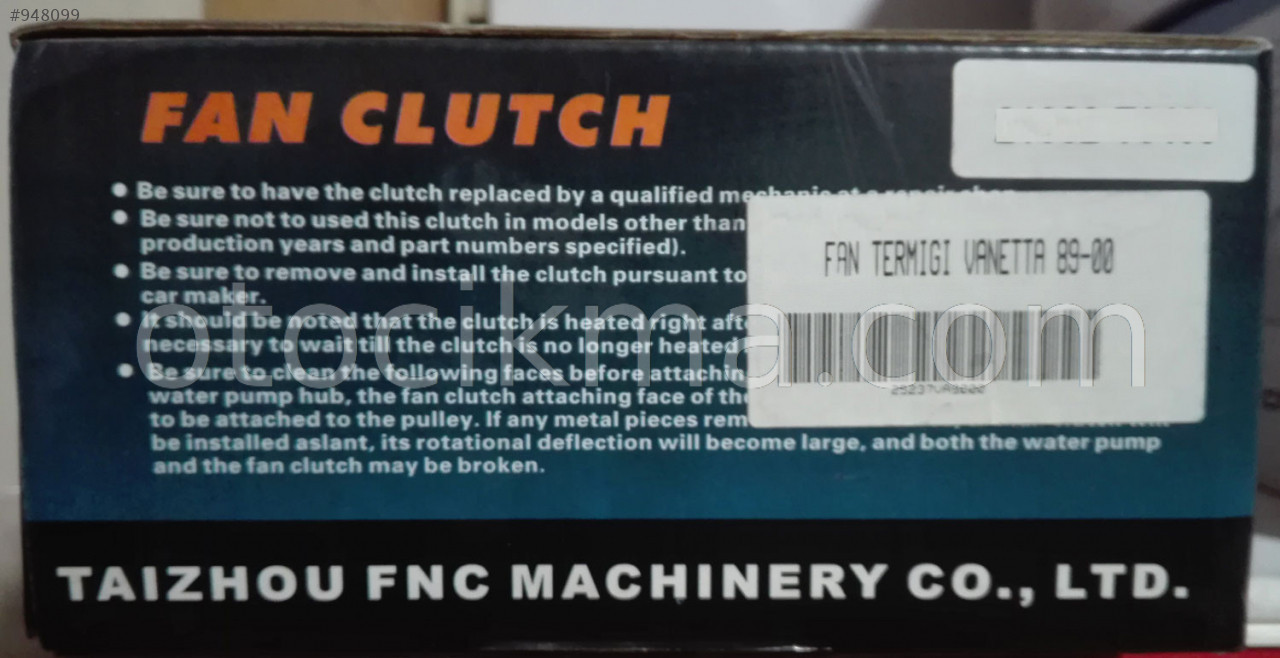 #948099
FAN CLUTCH
• Be sure to have the clutch replaced by a qualified mechanic at a repair shop.
• Be sure not to used this clutch in models other than
production years and part numbers specified).
• Be sure to remove and install the clutch pursuant to
car maker.
• It should be noted that the clutch is heated right
necessary to wait till the clutch is no longer heated
• Be sure to clean the following faces before
water pump hub, the fan clutch attaching face of
to be attached to the pulley. If any metal pieces
be installed aslant, its rotational deflection will become large, and both the water pump
and the fan clutch may be broken.
FAN TERMIGI VANETTA 89-00
otocikma.com
TAIZHOU FNC MACHINERY CO., LTD.